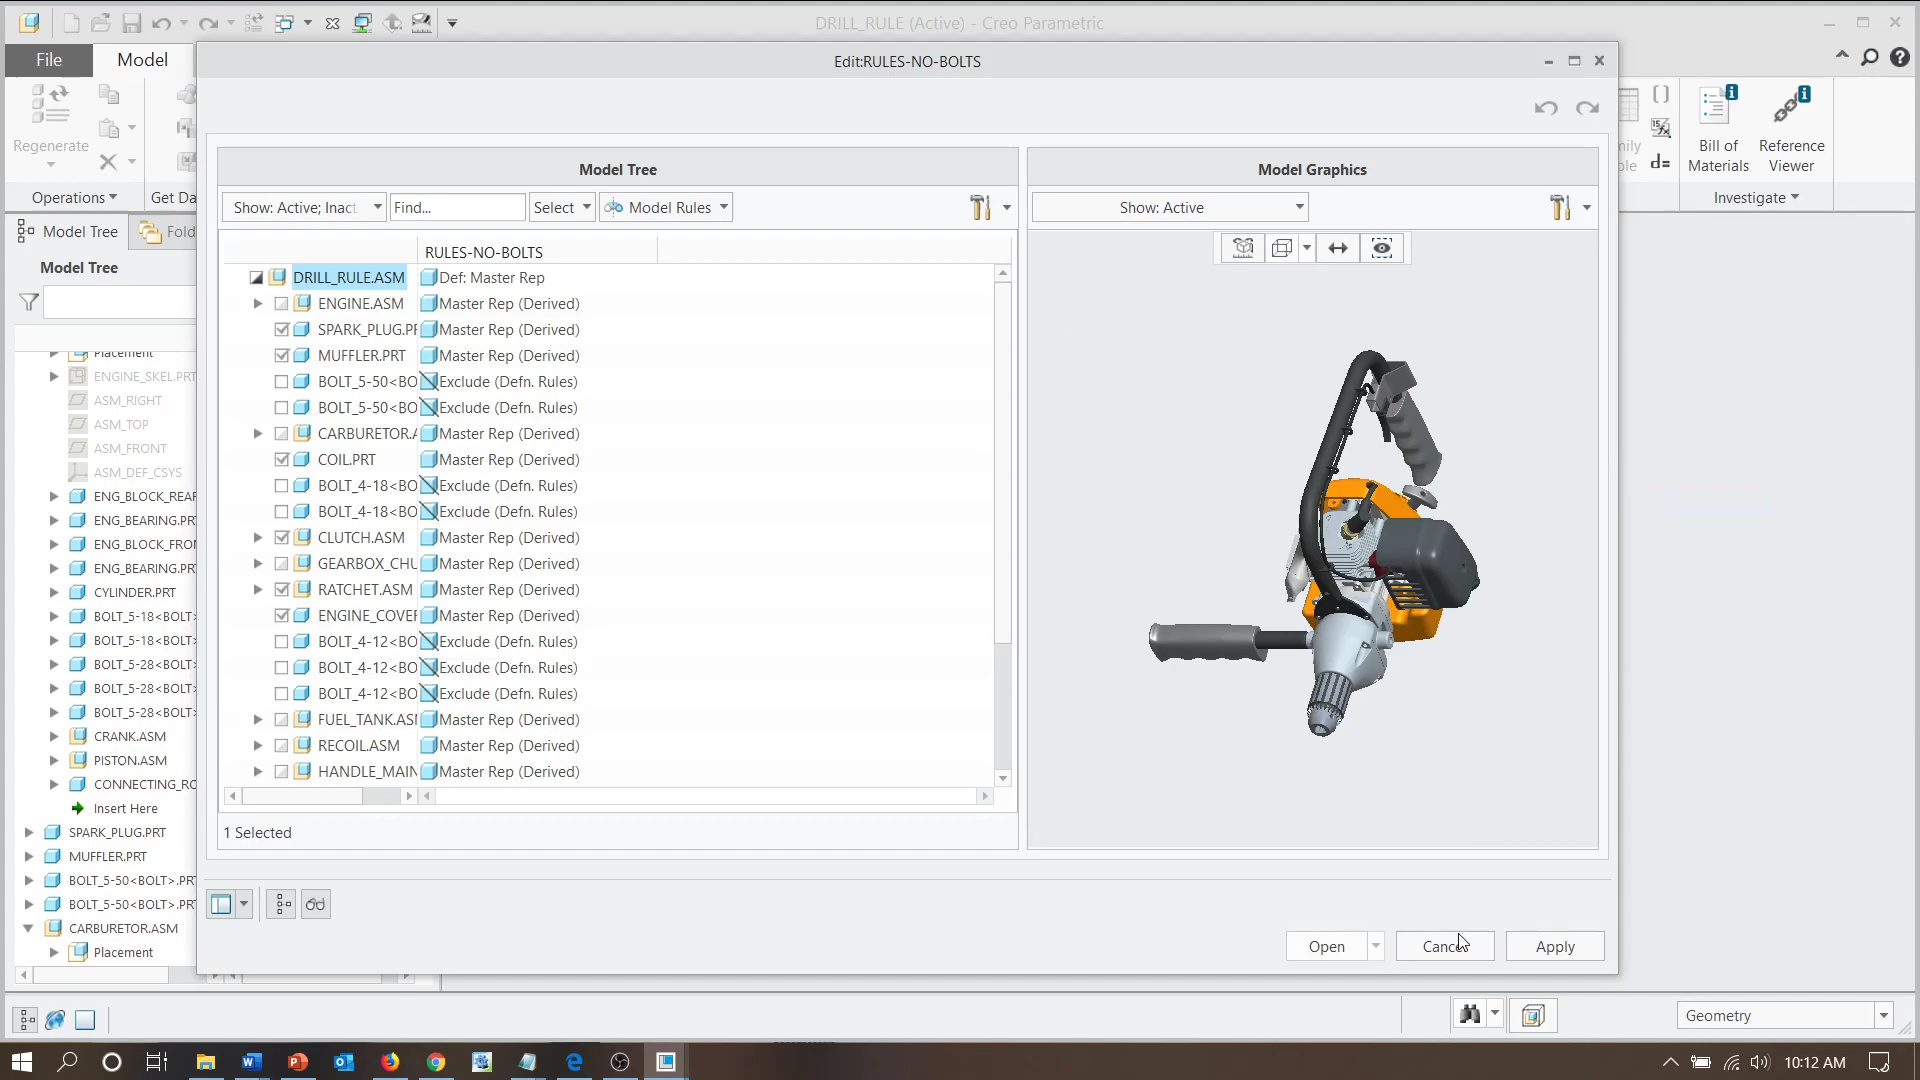 DRILL_RULE (Active) - Creo Parametric
File
Model
Regenerate
Operations
Get Da
Bill of
Materials
Reference
Viewer
Investigate
Model Tree
Fold
Model Tree
Placement
ENGINE_SKEL.PRT
ASM_RIGHT
ASM_TOP
ASM_FRONT
ASM_DEF_CSYS
ENG_BLOCK_REAR
ENG_BEARING.PRT
ENG_BLOCK_FRON
ENG_BEARING.PRT
CYLINDER.PRT
BOLT_5-18<BOLT>
BOLT_5-18<BOLT>
BOLT_5-28<BOLT>
BOLT_5-28<BOLT>
BOLT_5-28<BOLT>
CRANK.ASM
PISTON.ASM
CONNECTING_RO
Insert Here
SPARK_PLUG.PRT
MUFFLER.PRT
BOLT_5-50<BOLT>.PRT
BOLT_5-50<BOLT>.PRT
CARBURETOR.ASM
Placement
Edit:RULES-NO-BOLTS
Model Tree
Show: Active; Inact
Find...
Select
Model Rules
RULES-NO-BOLTS
DRILL_RULE.ASM Def: Master Rep
ENGINE.ASM Master Rep (Derived)
SPARK_PLUG.PR Master Rep (Derived)
MUFFLER.PRT Master Rep (Derived)
BOLT_5-50<BO Exclude (Defn. Rules)
BOLT_5-50<BO Exclude (Defn. Rules)
CARBURETOR.A Master Rep (Derived)
COIL.PRT Master Rep (Derived)
BOLT_4-18<BO Exclude (Defn. Rules)
BOLT_4-18<BO Exclude (Defn. Rules)
CLUTCH.ASM Master Rep (Derived)
GEARBOX_CHU Master Rep (Derived)
RATCHET.ASM Master Rep (Derived)
ENGINE_COVER Master Rep (Derived)
BOLT_4-12<BO Exclude (Defn. Rules)
BOLT_4-12<BO Exclude (Defn. Rules)
BOLT_4-12<BO Exclude (Defn. Rules)
FUEL_TANK.ASM Master Rep (Derived)
RECOIL.ASM Master Rep (Derived)
HANDLE_MAIN Master Rep (Derived)
1 Selected
Model Graphics
Show: Active
Open
Cancel
Apply
Geometry
10:12 AM